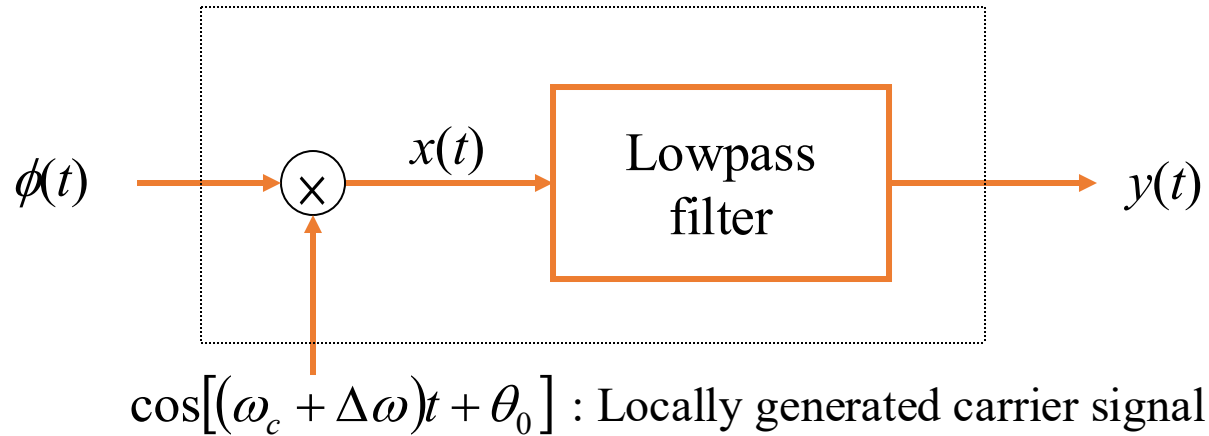 x(t)
Lowpass
filter
ϕ(t)
×
y(t)
cos[(ω_c + Δω)t + θ_0] : Locally generated carrier signal